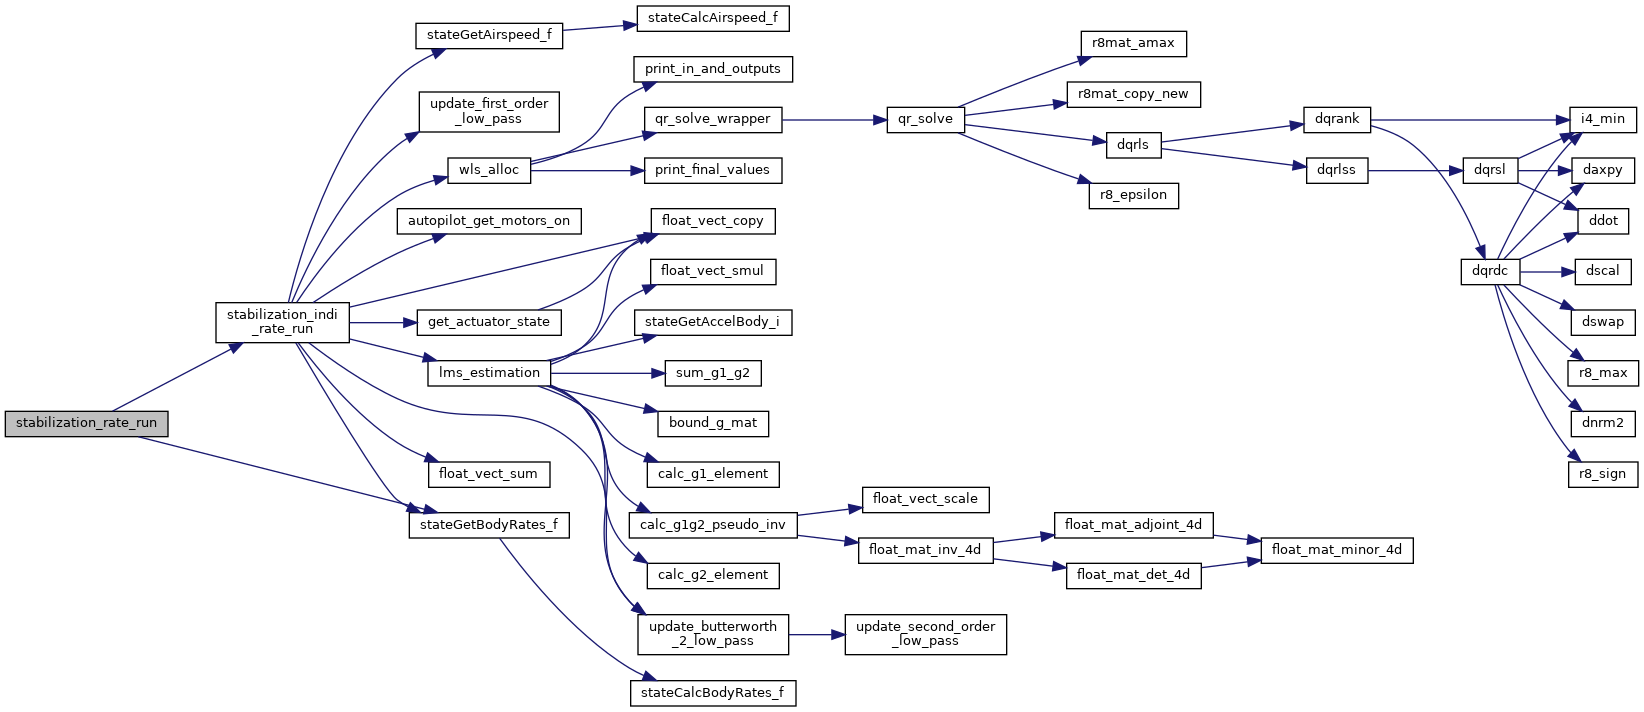 stabilization_rate_run
stabilization_indi
_rate_run
stateGetAirspeed_f
update_first_order
_low_pass
wls_alloc
autopilot_get_motors_on
get_actuator_state
lms_estimation
float_vect_sum
stateGetBodyRates_f
stateCalcAirspeed_f
print_in_and_outputs
qr_solve_wrapper
print_final_values
float_vect_copy
float_vect_smul
stateGetAccelBody_i
sum_g1_g2
bound_g_mat
calc_g1_element
calc_g1g2_pseudo_inv
calc_g2_element
update_butterworth
_2_low_pass
stateCalcBodyRates_f
qr_solve
float_vect_scale
float_mat_inv_4d
update_second_order
_low_pass
r8mat_amax
r8mat_copy_new
dqrls
r8_epsilon
float_mat_adjoint_4d
float_mat_det_4d
dqrank
dqrlss
float_mat_minor_4d
dqrsl
dqrdc
i4_min
daxpy
ddot
dscal
dswap
r8_max
dnrm2
r8_sign